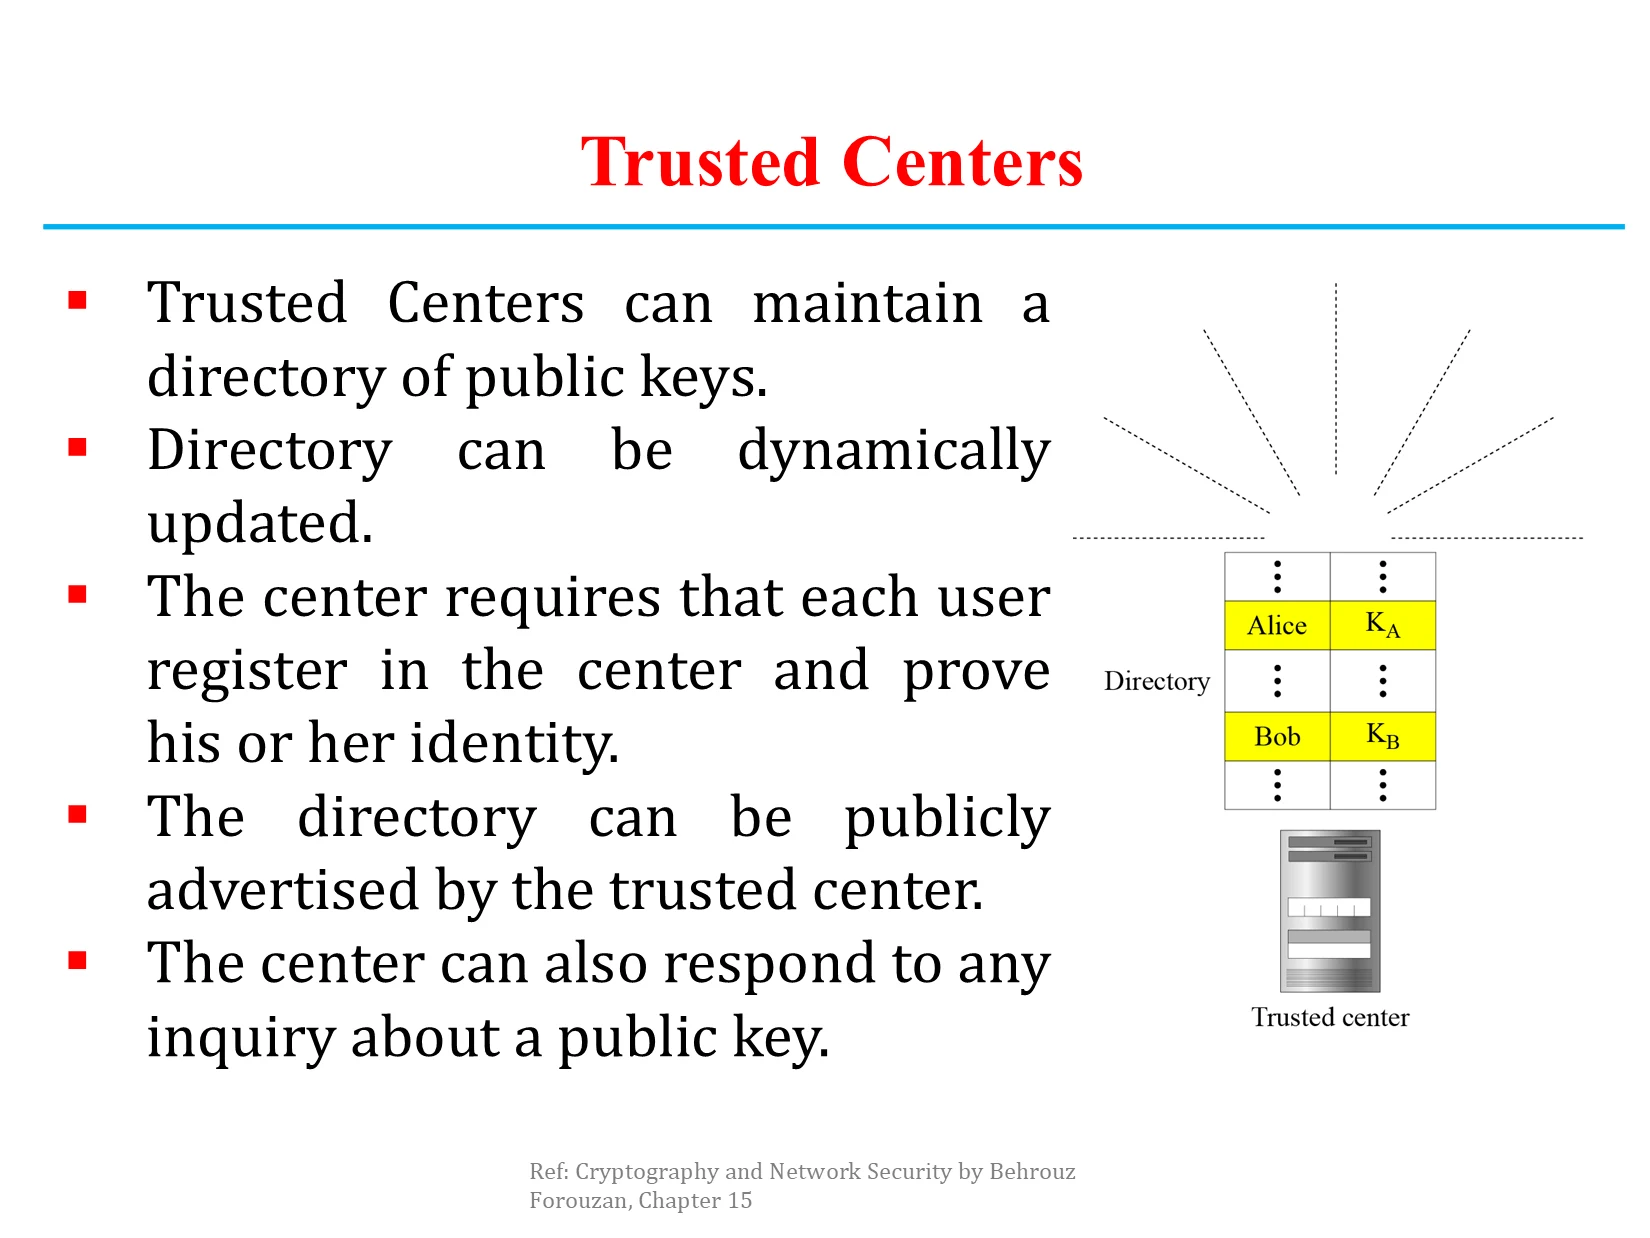 Trusted Centers
▪ Trusted Centers can maintain a
directory of public keys.
▪ Directory can be dynamically
updated.
▪ The center requires that each user
register in the center and prove
his or her identity.
▪ The directory can be publicly
advertised by the trusted center.
▪ The center can also respond to any
inquiry about a public key.
Alice K_A
Directory
Bob K_B
Trusted center
Ref: Cryptography and Network Security by Behrouz
Forouzan, Chapter 15